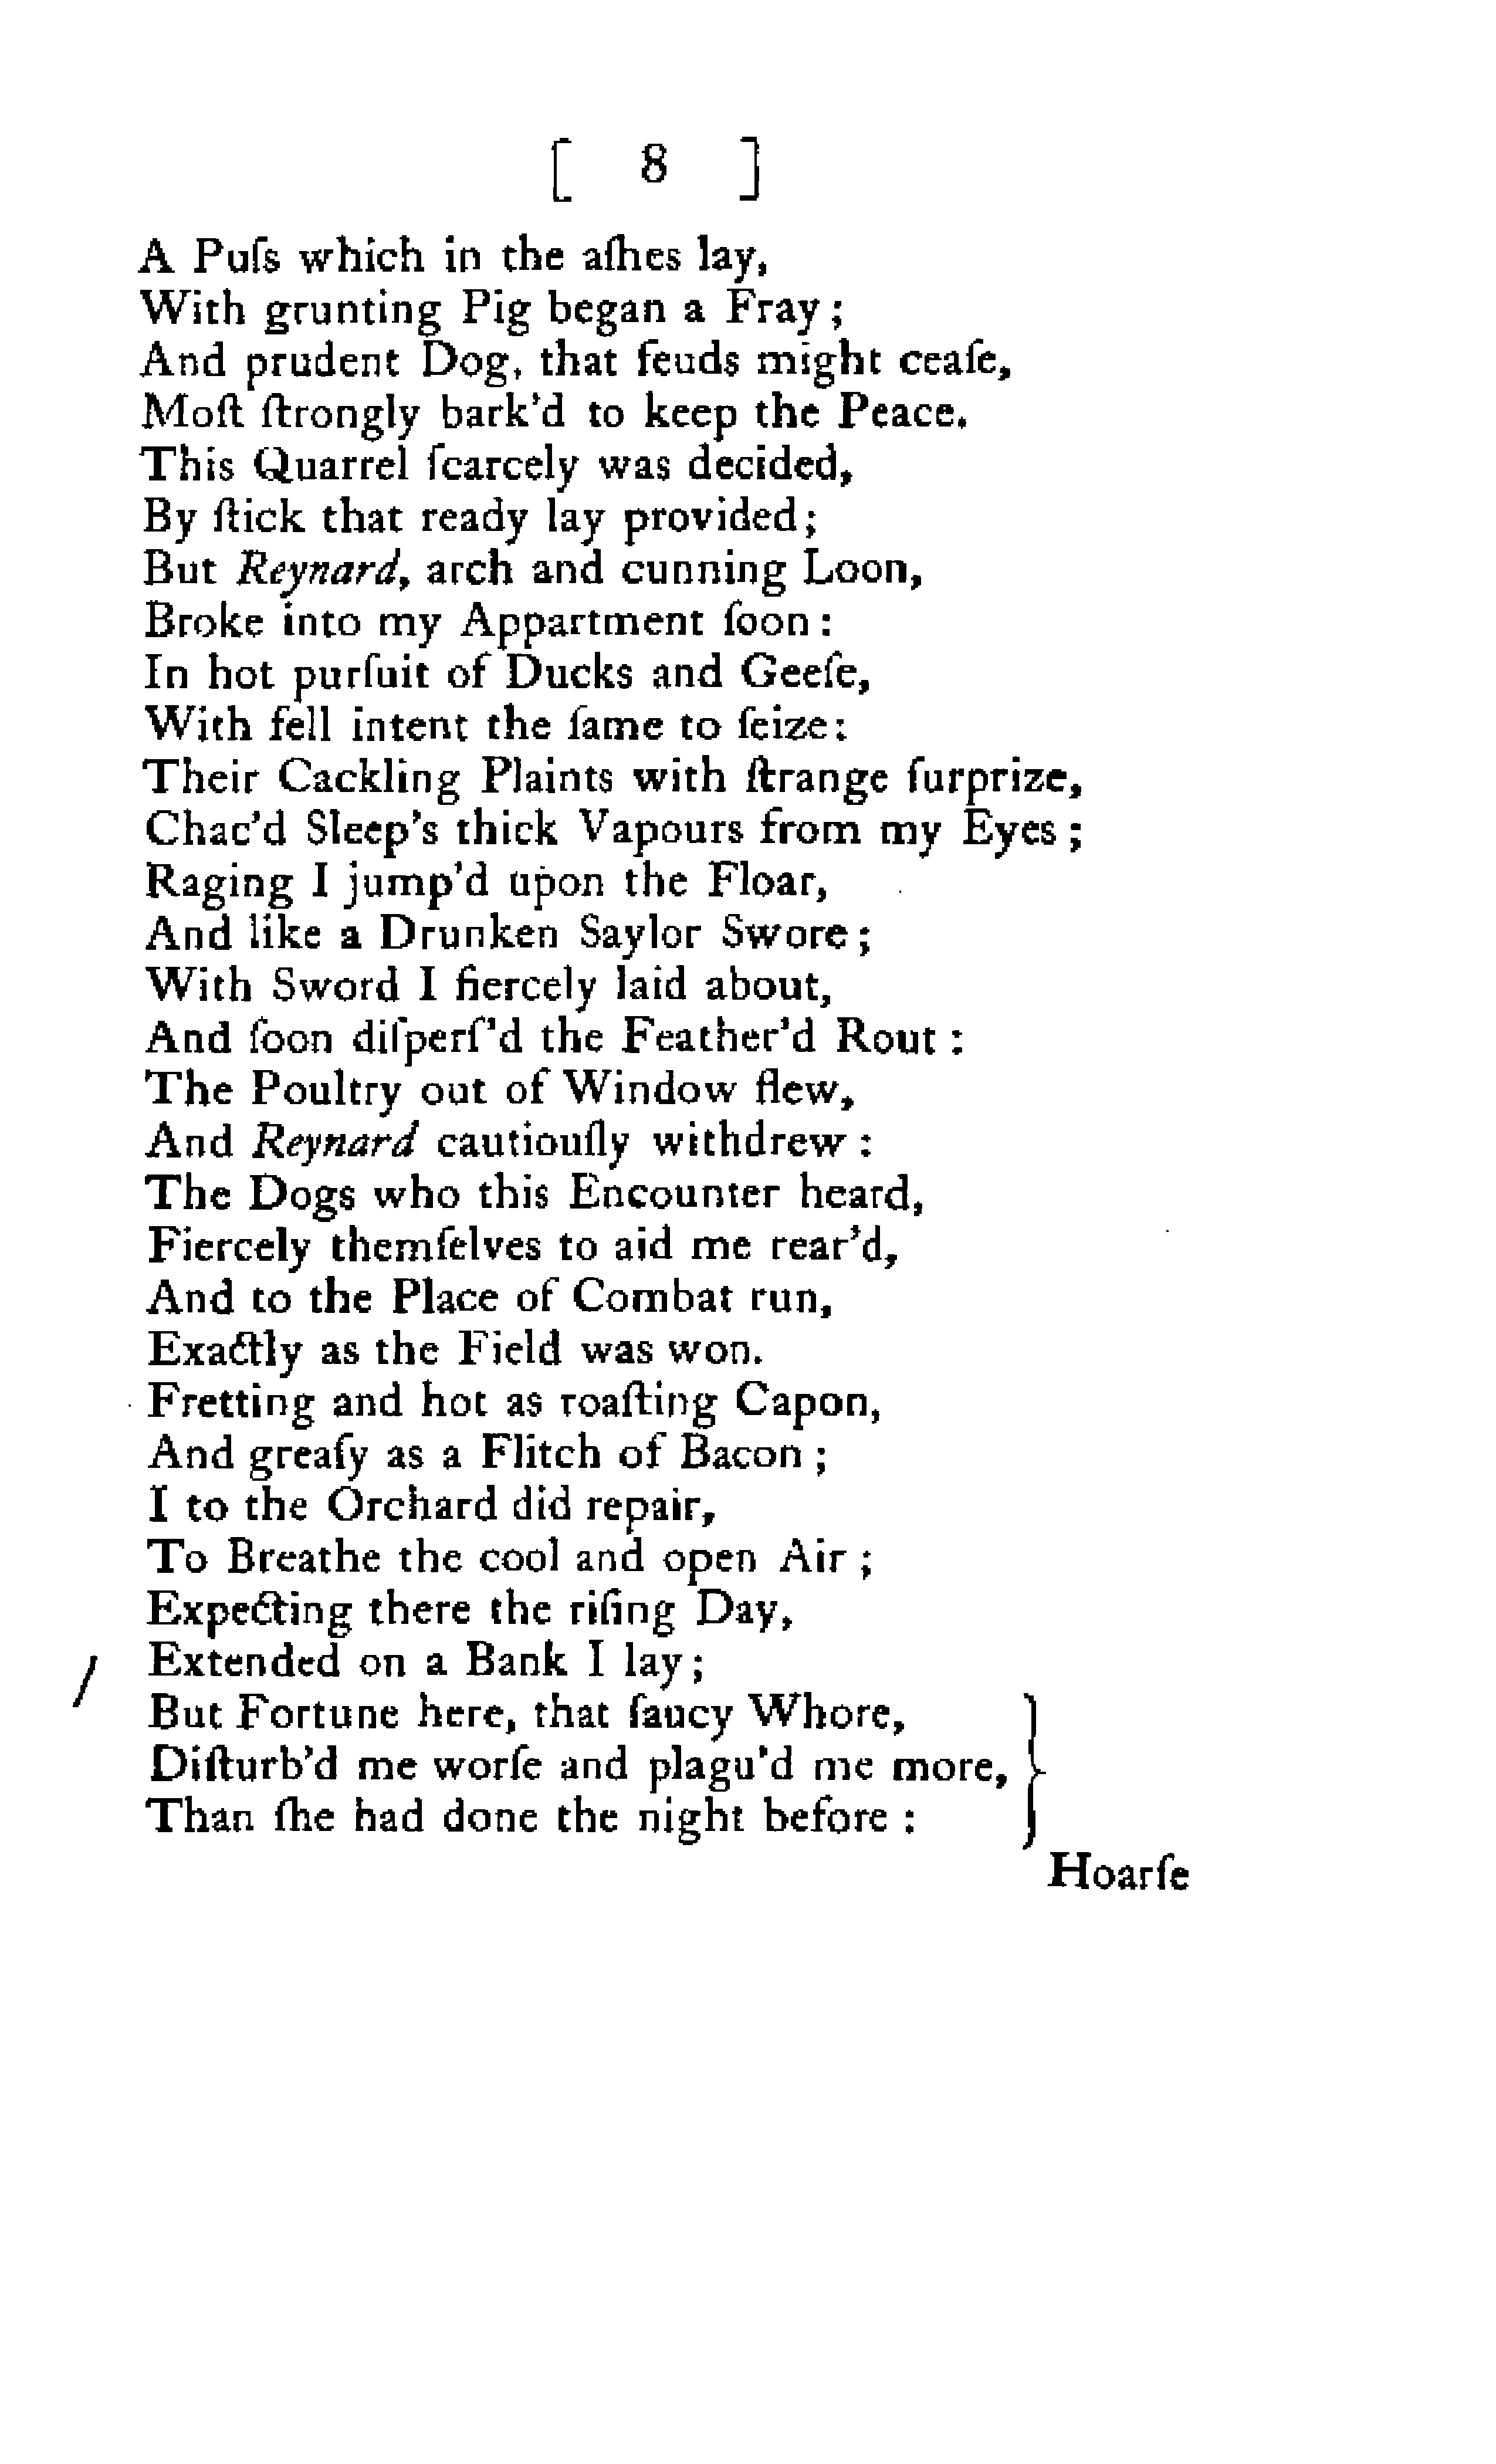 [ 8 ]
A Puſs which in the aſhes lay,
With grunting Pig began a Fray;
And prudent Dog, that feuds might ceaſe,
Moſt ſtrongly bark'd to keep the Peace.
This Quarrel ſcarcely was decided,
By ſtick that ready lay provided;
But Reynard, arch and cunning Loon,
Broke into my Appartment ſoon:
In hot purſuit of Ducks and Geeſe,
With fell intent the ſame to ſeize:
Their Cackling Plaints with ſtrange ſurprize,
Chac'd Sleep's thick Vapours from my Eyes;
Raging I jump'd upon the Floar,
And like a Drunken Saylor Swore;
With Sword I fiercely laid about,
And ſoon diſperſ'd the Feather'd Rout:
The Poultry out of Window flew,
And Reynard cautiouſly withdrew:
The Dogs who this Encounter heard,
Fiercely themſelves to aid me rear'd,
And to the Place of Combat run,
Exactly as the Field was won.
Fretting and hot as roaſting Capon,
And greaſy as a Flitch of Bacon;
I to the Orchard did repair,
To Breathe the cool and open Air;
Expecting there the riſing Day,
Extended on a Bank I lay;
But Fortune here, that ſaucy Whore,
Diſturb'd me worſe and plagu'd me more,
Than ſhe had done the night before:
Hoarſe